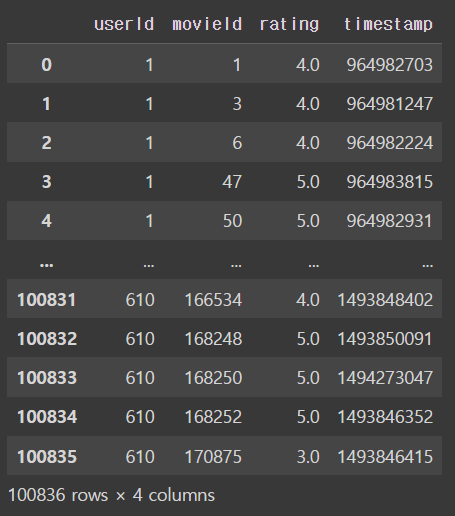 userId movieId rating timestamp
0 1 1 4.0 964982703
1 1 3 4.0 964981247
2 1 6 4.0 964982224
3 1 47 5.0 964983815
4 1 50 5.0 964982931
... ... ... ... ...
100831 610 166534 4.0 1493848402
100832 610 168248 5.0 1493850091
100833 610 168250 5.0 1494273047
100834 610 168252 5.0 1493846352
100835 610 170875 3.0 1493846415
100836 rows × 4 columns